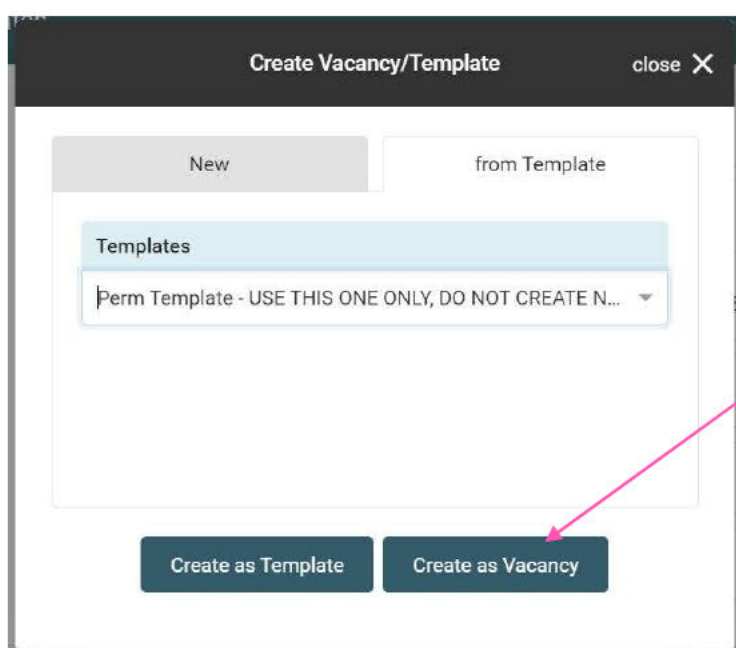 Create Vacancy/Template
close
New
from Template
Templates
Perm Template - USE THIS ONE ONLY, DO NOT CREATE N...
Create as Template
Create as Vacancy